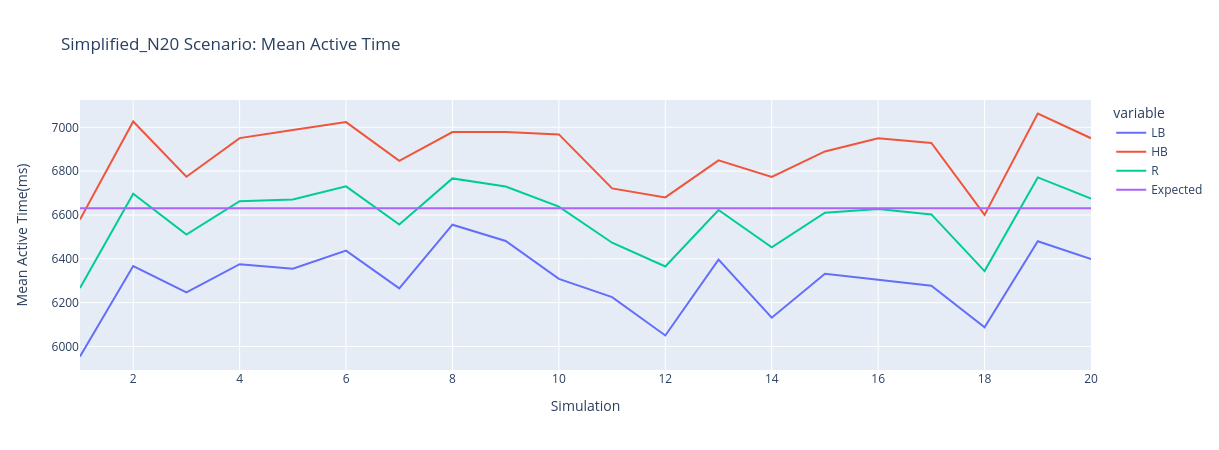 Simplified_N20 Scenario: Mean Active Time
variable
LB
HB
R
Expected
Mean Active Time(ms)
7000
6800
6600
6400
6200
6000
2 4 6 8 10 12 14 16 18 20
Simulation